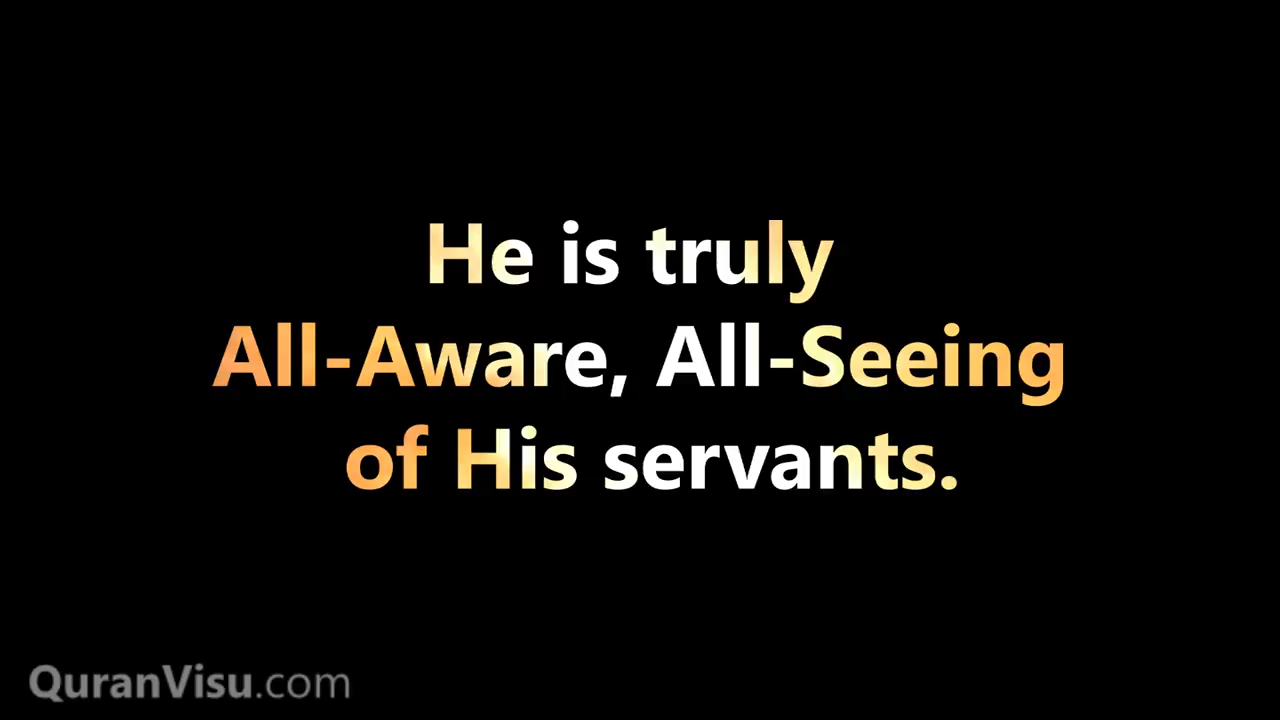 He is truly
All-Aware, All-Seeing
of His servants.
QuranVisu.com